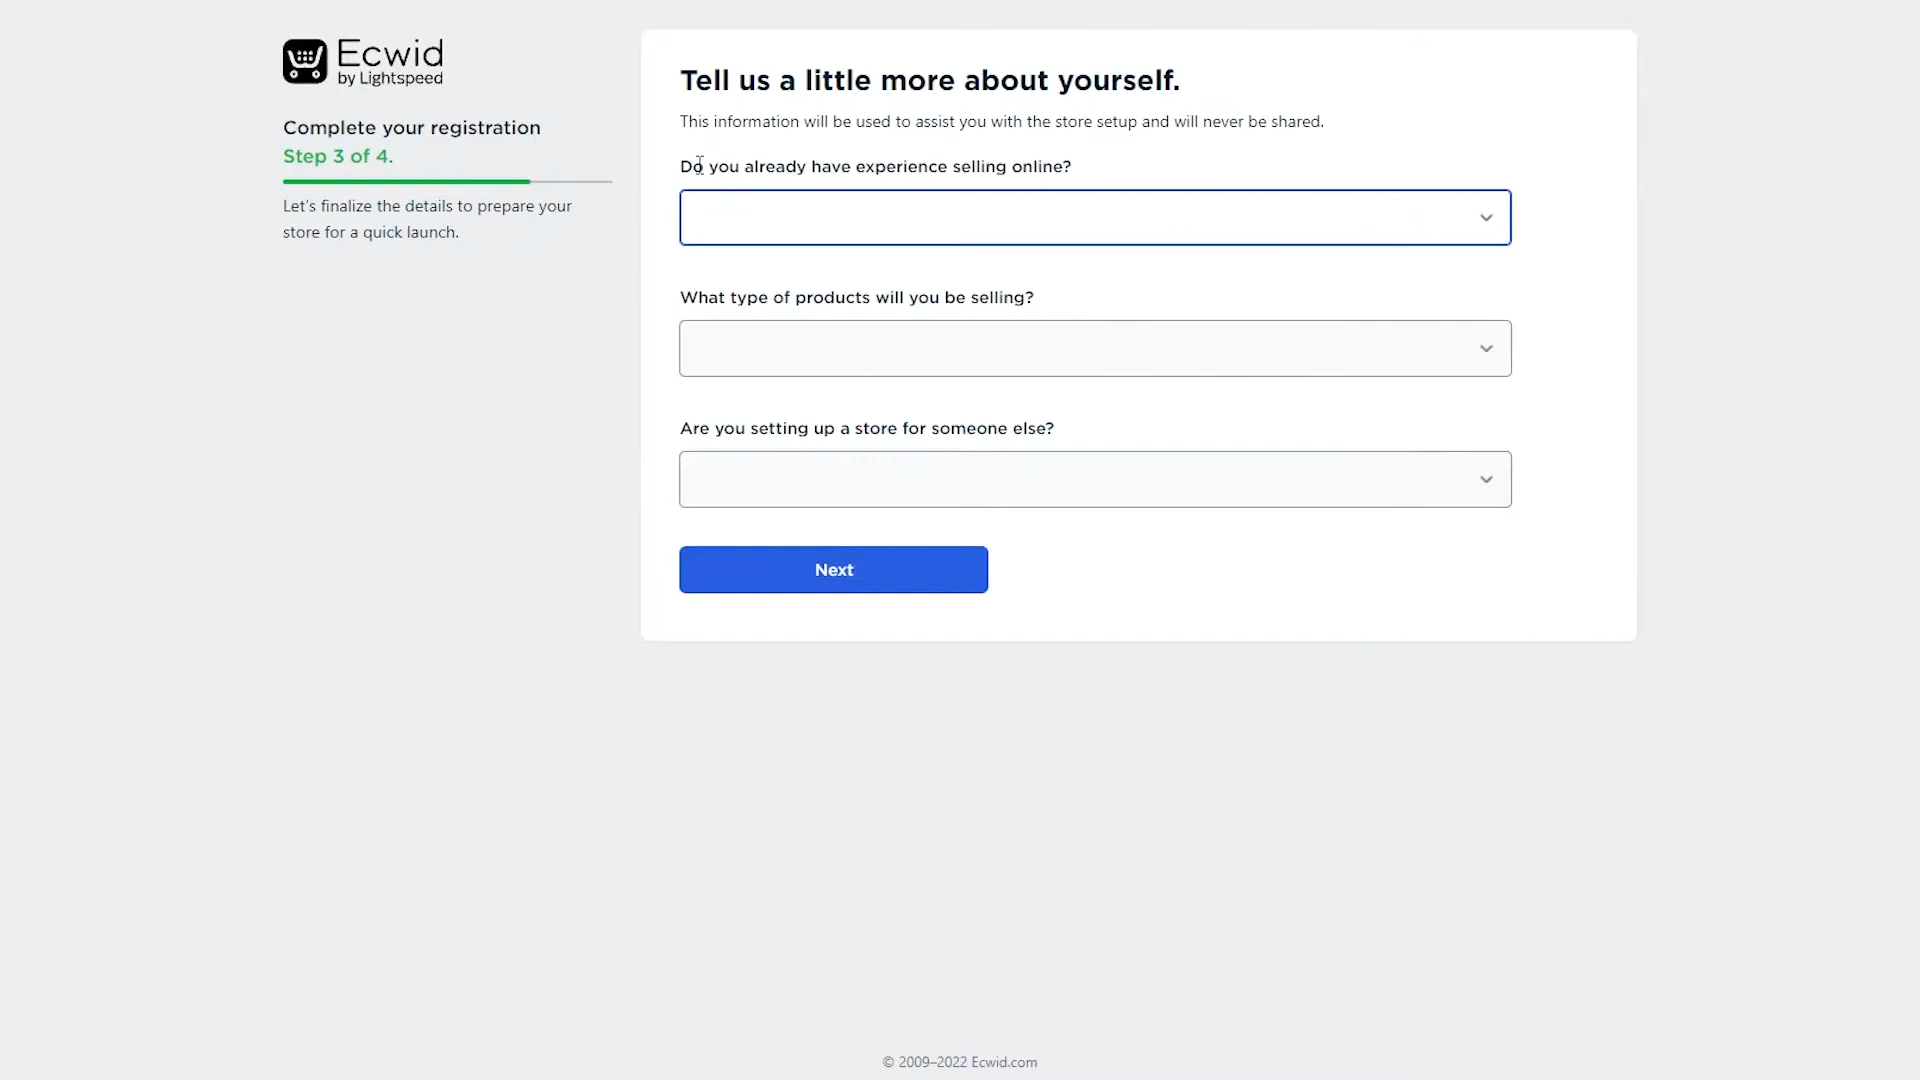 Ecwid
by Lightspeed
Complete your registration
Step 3 of 4.
Let's finalize the details to prepare your
store for a quick launch.
Tell us a little more about yourself.
This information will be used to assist you with the store setup and will never be shared.
Do you already have experience selling online?
What type of products will you be selling?
Are you setting up a store for someone else?
Next
© 2009–2022 Ecwid.com